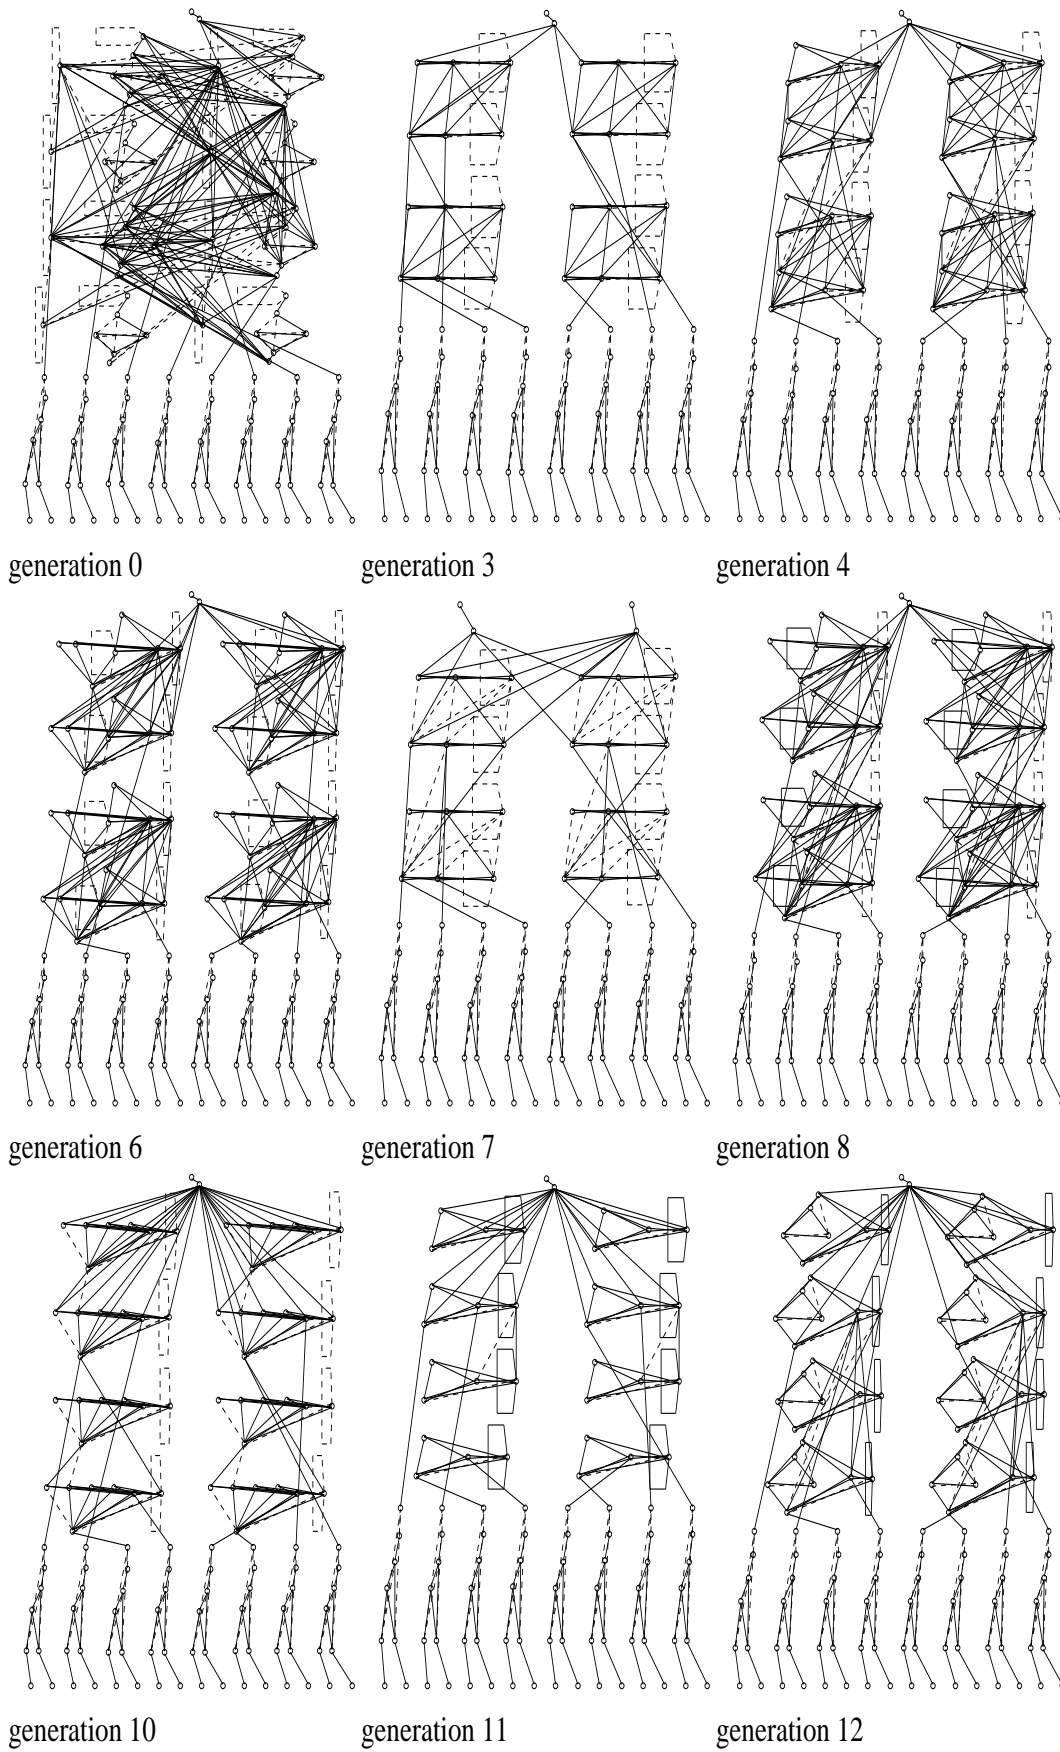 generation 0
generation 3
generation 4
generation 6
generation 7
generation 8
generation 10
generation 11
generation 12